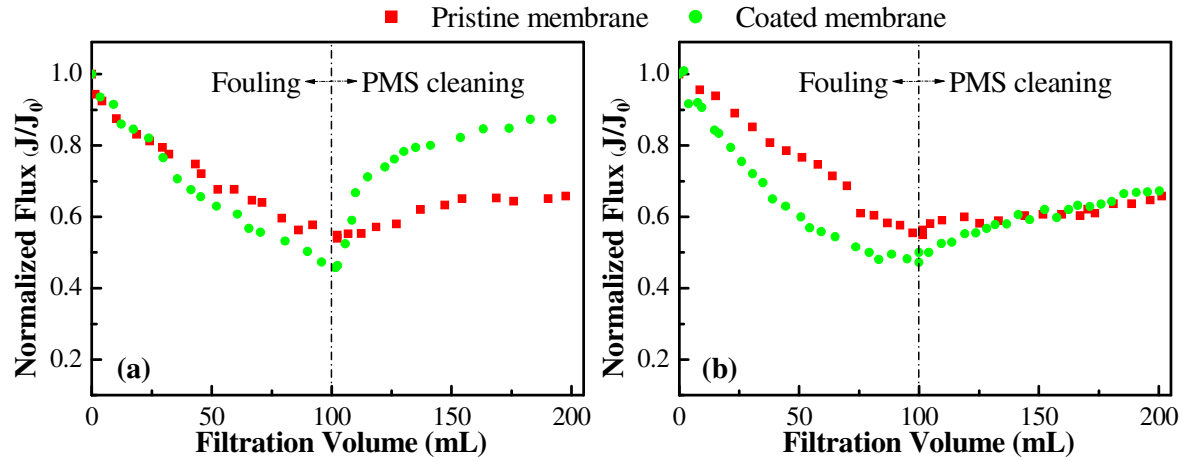 Pristine membrane Coated membrane
Normalized Flux (J/J0)
1.0
0.8
0.6
0.4
0.2
Fouling PMS cleaning
(a)
0 50 100 150 200
Filtration Volume (mL)
Normalized Flux (J/J0)
1.0
0.8
0.6
0.4
0.2
Fouling PMS cleaning
(b)
0 50 100 150 200
Filtration Volume (mL)